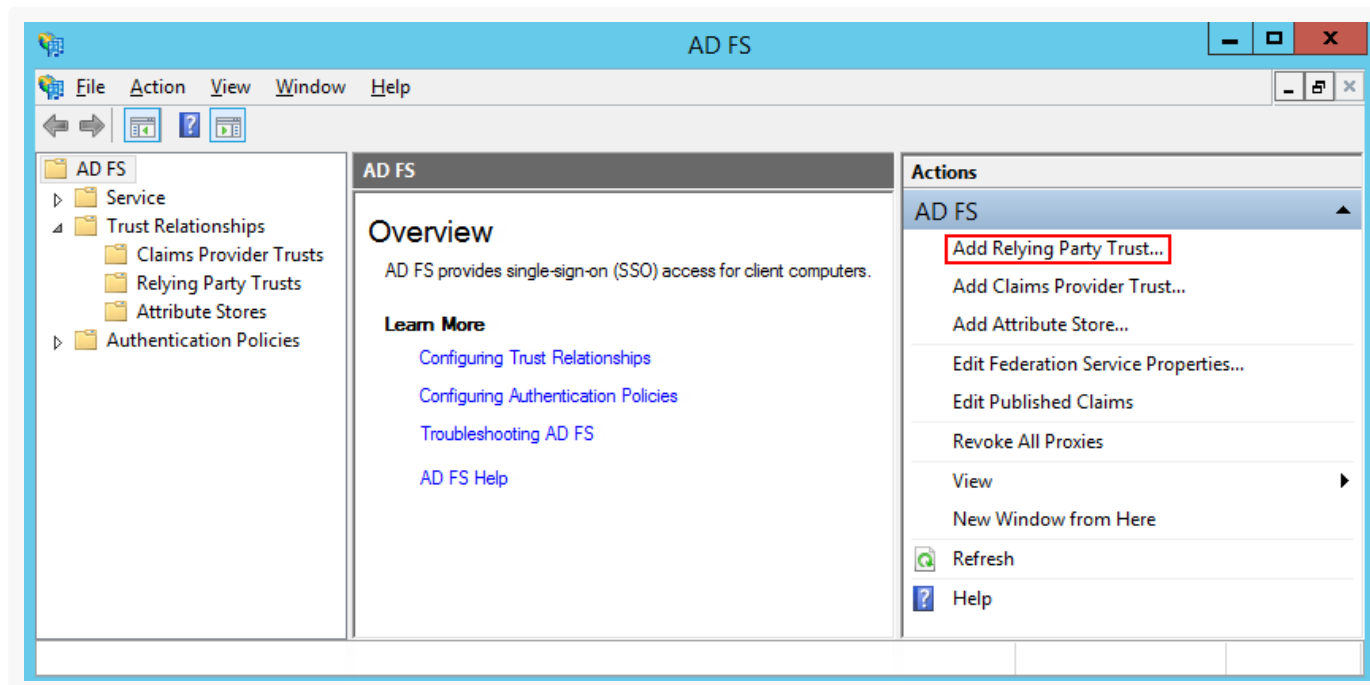 AD FS
File Action View Window Help
AD FS
Service
Trust Relationships
Claims Provider Trusts
Relying Party Trusts
Attribute Stores
Authentication Policies
AD FS
Overview
AD FS provides single-sign-on (SSO) access for client computers.
Learn More
Configuring Trust Relationships
Configuring Authentication Policies
Troubleshooting AD FS
AD FS Help
Actions
AD FS
Add Relying Party Trust...
Add Claims Provider Trust...
Add Attribute Store...
Edit Federation Service Properties...
Edit Published Claims
Revoke All Proxies
View
New Window from Here
Refresh
Help